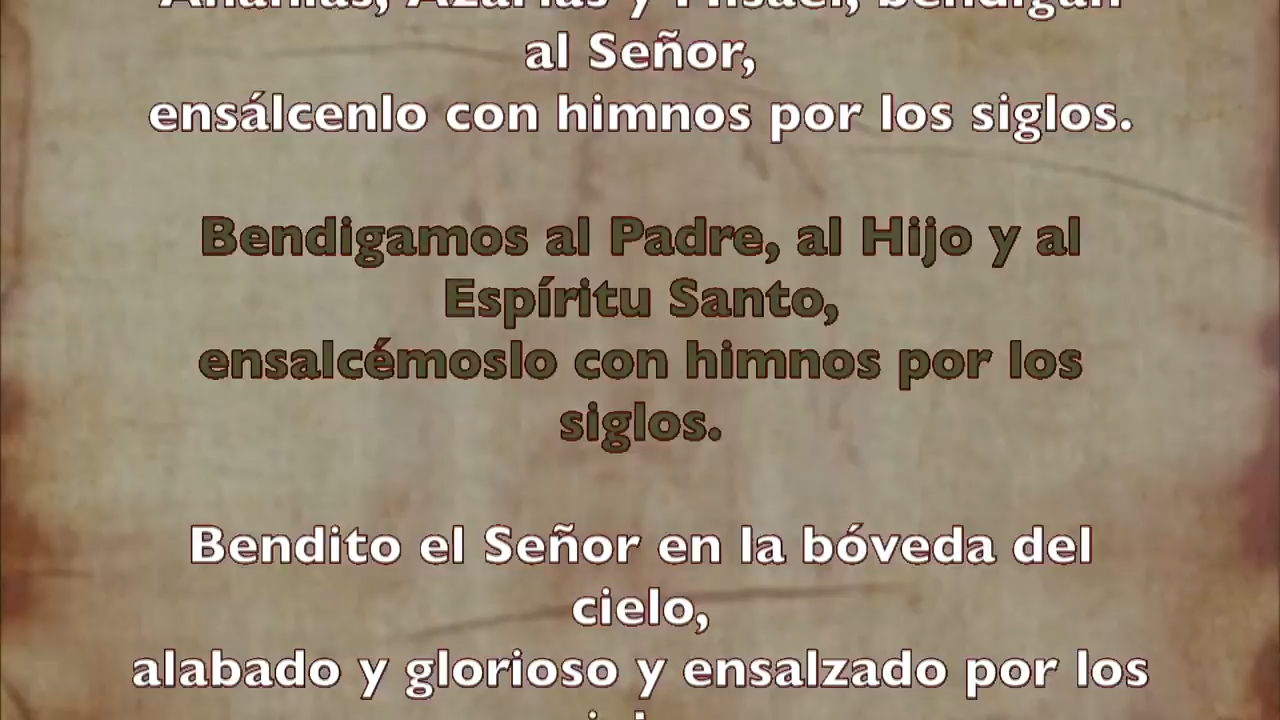 Ananías, Azarías y Misael, bendigan
al Señor,
ensálcenlo con himnos por los siglos.
Bendigamos al Padre, al Hijo y al
Espíritu Santo,
ensalcémoslo con himnos por los
siglos.
Bendito el Señor en la bóveda del
cielo,
alabado y glorioso y ensalzado por los